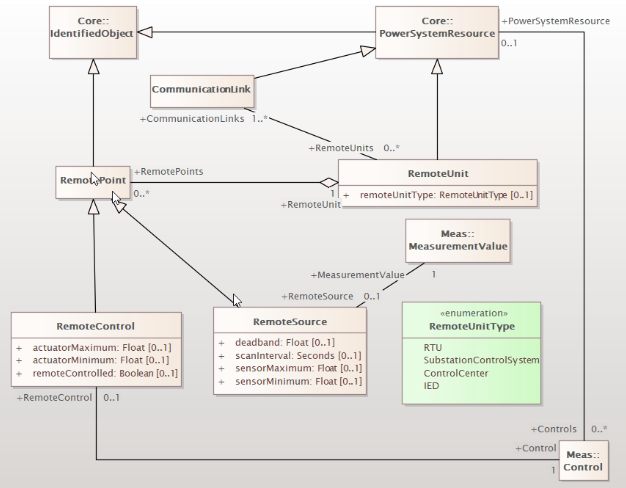 Core::
IdentifiedObject
Core::
PowerSystemResource
+PowerSystemResource
0..1
CommunicationLink
+CommunicationLinks 1..*
+RemoteUnits 0..*
RemotePoint
+RemotePoints
0..*
RemoteUnit
+ remoteUnitType: RemoteUnitType [0..1]
1
+RemoteUnit
Meas::
MeasurementValue
+MeasurementValue 1
+RemoteSource 0..1
RemoteControl
+ actuatorMaximum: Float [0..1]
+ actuatorMinimum: Float [0..1]
+ remoteControlled: Boolean [0..1]
RemoteSource
+ deadband: Float [0..1]
+ scanInterval: Seconds [0..1]
+ sensorMaximum: Float [0..1]
+ sensorMinimum: Float [0..1]
«enumeration»
RemoteUnitType
RTU
SubstationControlSystem
ControlCenter
IED
+RemoteControl 0..1
+Controls 0..*
+Control
1
Meas::
Control